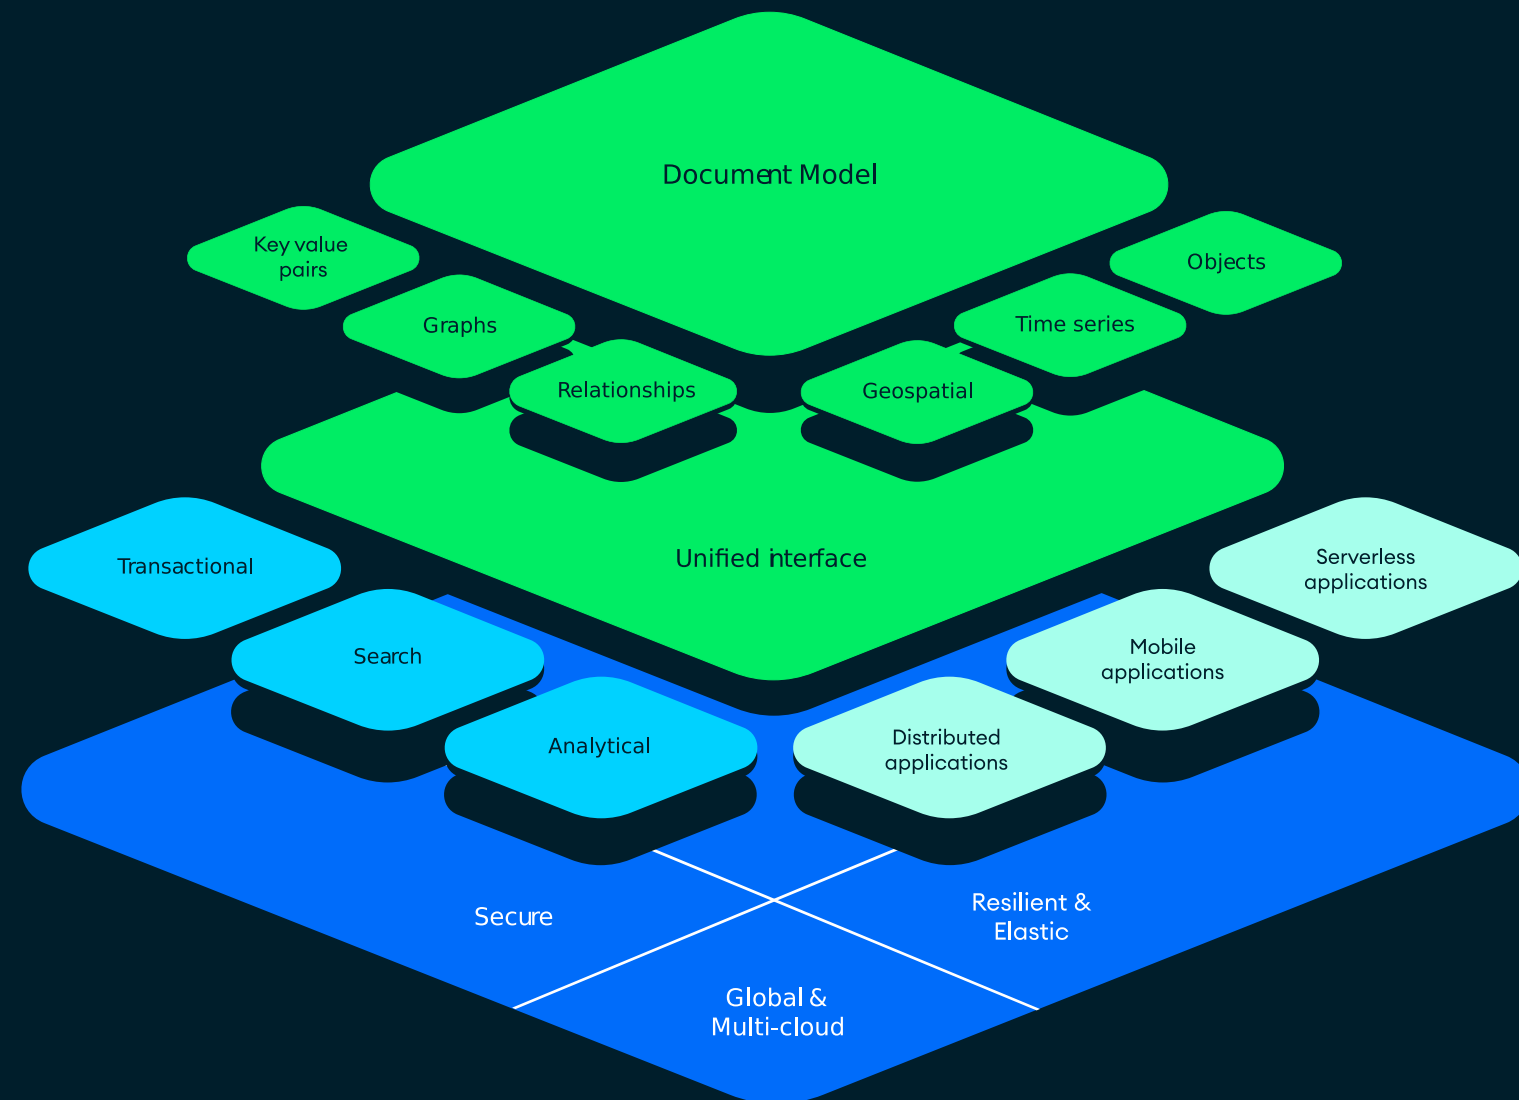 Document Model
Key value
pairs
Objects
Graphs
Time series
Relationships
Geospatial
Unified interface
Transactional
Serverless
applications
Search
Mobile
applications
Analytical
Distributed
applications
Secure
Resilient &
Elastic
Global &
Multi-cloud